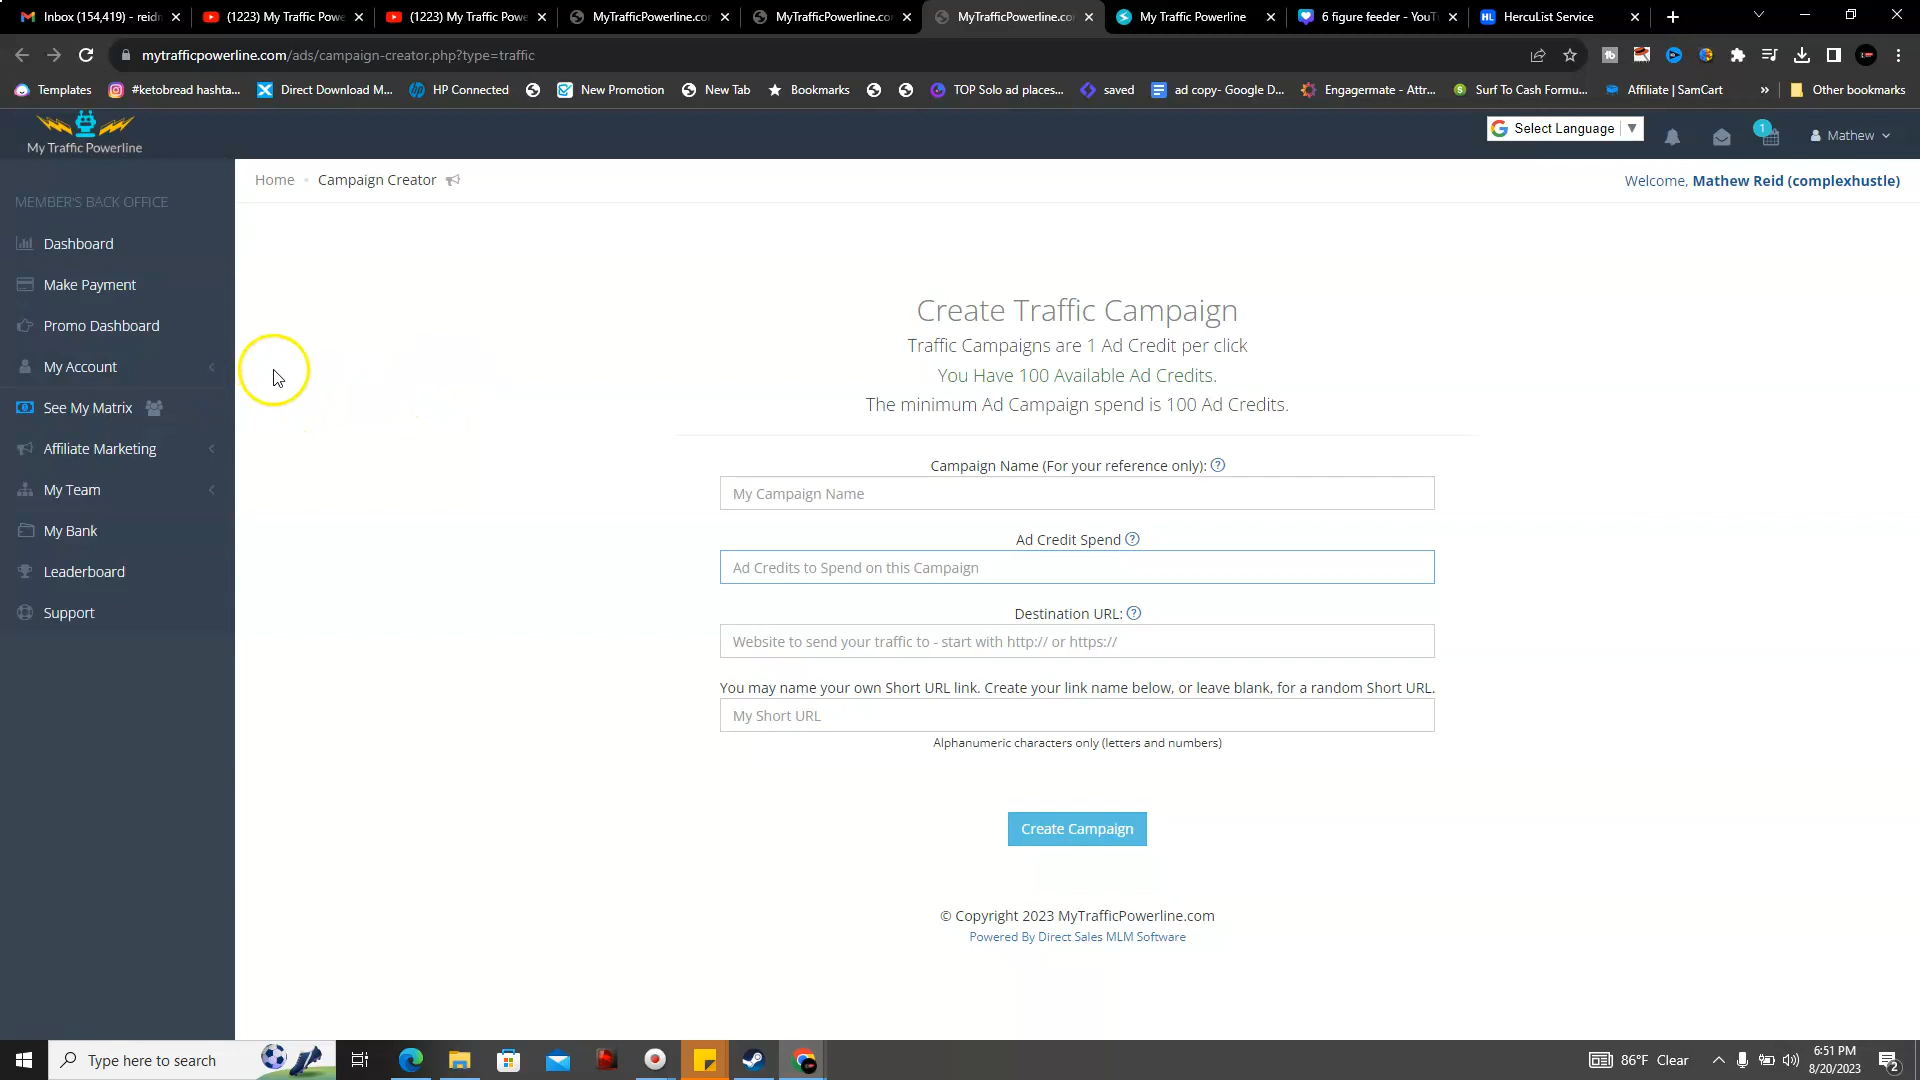 Inbox (154,419) - reidn
(1223) My Traffic Powe
(1223) My Traffic Powe
MyTrafficPowerline.co
MyTrafficPowerline.co
MyTrafficPowerline.co
My Traffic Powerline
6 figure feeder - YouT
HL
HercuList Service
mytrafficpowerline.com/ads/campaign-creator.php?type=traffic
Templates
#ketobread hashta...
Direct Download M...
HP Connected
New Promotion
New Tab
Bookmarks
TOP Solo ad places...
saved
ad copy- Google D...
Engagermate - Attr...
Surf To Cash Formu...
Affiliate | SamCart
»
Other bookmarks
My Traffic Powerline
Select Language
1
Mathew
Home • Campaign Creator
Welcome, Mathew Reid (complexhustle)
MEMBER'S BACK OFFICE
Dashboard
Make Payment
Promo Dashboard
My Account
See My Matrix
Affiliate Marketing
My Team
My Bank
Leaderboard
Support
Create Traffic Campaign
Traffic Campaigns are 1 Ad Credit per click
You Have 100 Available Ad Credits.
The minimum Ad Campaign spend is 100 Ad Credits.
Campaign Name (For your reference only):
My Campaign Name
Ad Credit Spend
Ad Credits to Spend on this Campaign
Destination URL:
Website to send your traffic to - start with http:// or https://
You may name your own Short URL link. Create your link name below, or leave blank, for a random Short URL.
My Short URL
Alphanumeric characters only (letters and numbers)
Create Campaign
© Copyright 2023 MyTrafficPowerline.com
Powered By Direct Sales MLM Software
Type here to search
86°F Clear
6:51 PM
8/20/2023
2